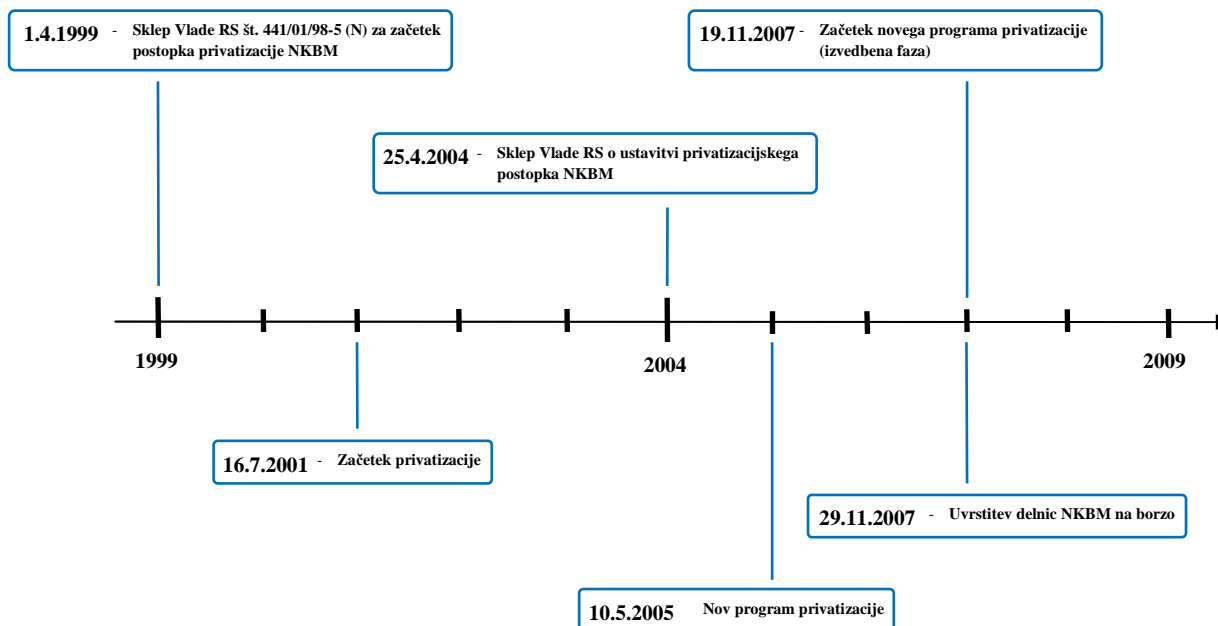 1.4.1999 - Sklep Vlade RS št. 441/01/98-5 (N) za začetek
postopka privatizacije NKBM
19.11.2007 - Začetek novega programa privatizacije
(izvedbena faza)
25.4.2004 - Sklep Vlade RS o ustavitvi privatizacijskega
postopka NKBM
1999
2004
2009
16.7.2001 - Začetek privatizacije
29.11.2007 - Uvrstitev delnic NKBM na borzo
10.5.2005 Nov program privatizacije